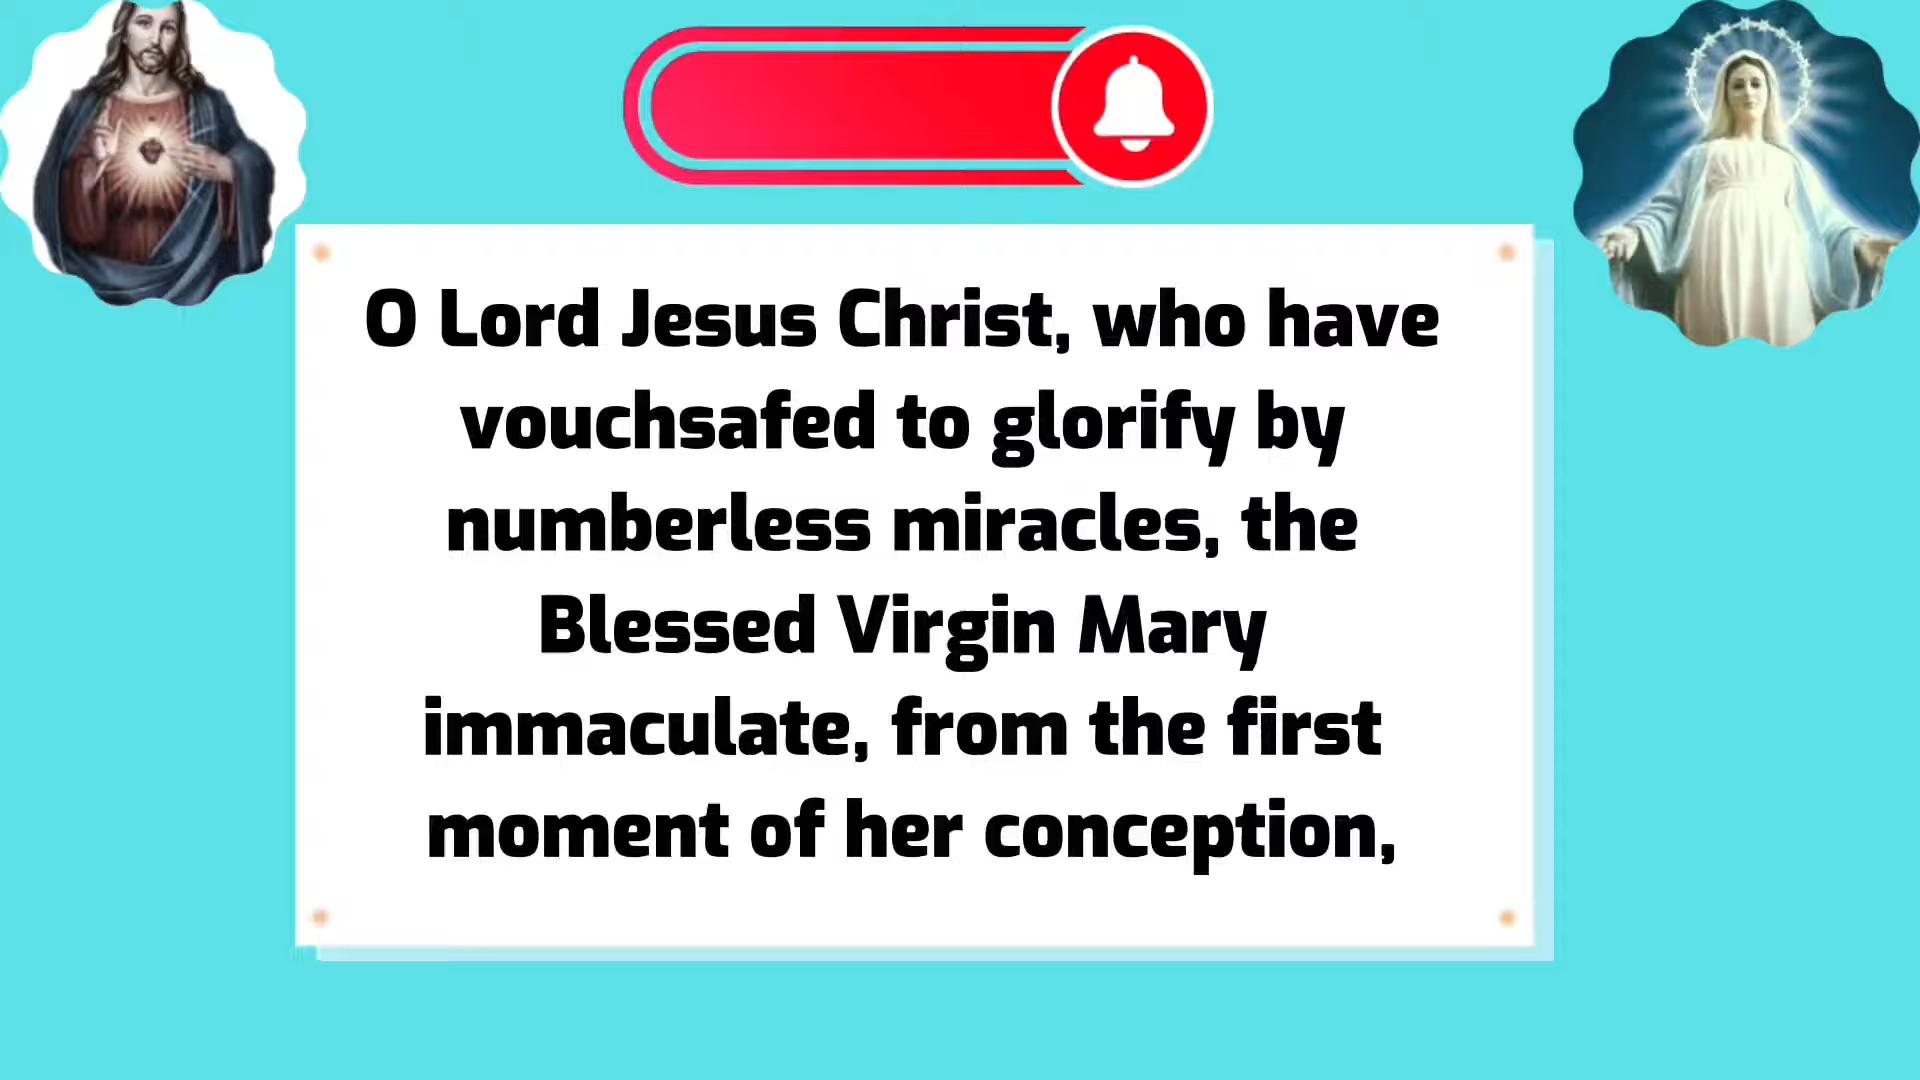 O Lord Jesus Christ, who have
vouchsafed to glorify by
numberless miracles, the
Blessed Virgin Mary
immaculate, from the first
moment of her conception,